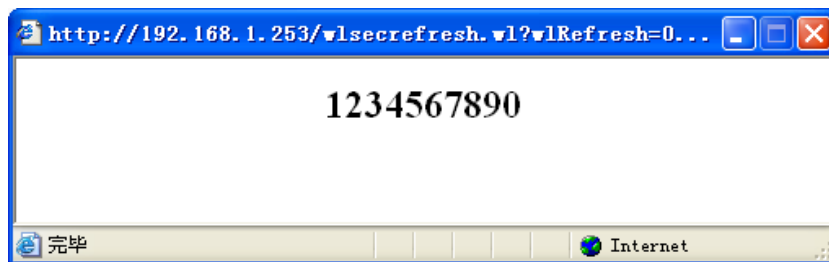 http://192.168.1.253/wlsecrefresh.wl?wlRefresh=0...
1234567890
完毕
Internet